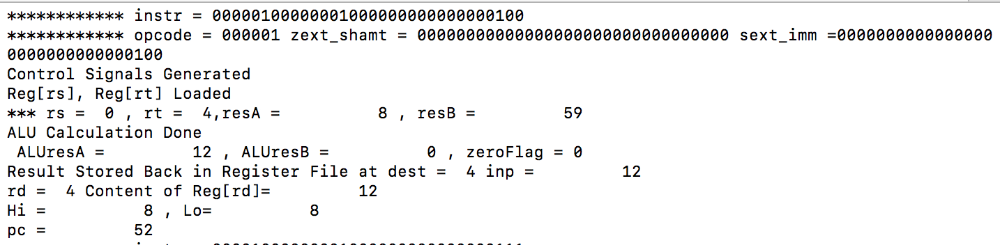 ************ instr = 00000100000001000000000000000100
************ opcode = 000001 zext_shamt = 00000000000000000000000000000000 sext_imm =0000000000000000
0000000000000100
Control Signals Generated
Reg[rs], Reg[rt] Loaded
*** rs =  0 , rt =  4,resA =          8 , resB =         59
ALU Calculation Done
 ALUresA =         12 , ALUresB =          0 , zeroFlag = 0
Result Stored Back in Register File at dest =  4 inp =         12
rd =  4 Content of Reg[rd]=         12
Hi =          8 , Lo=          8
pc =         52